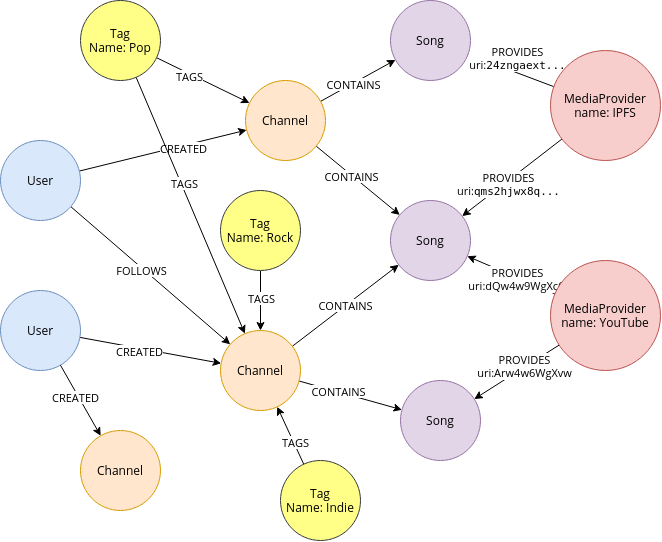 Tag
Name: Pop
Song
PROVIDES
uri:24zngaext...
MediaProvider
name: IPFS
TAGS
CONTAINS
Channel
CREATED
User
TAGS
CONTAINS
PROVIDES
uri:qms2hjwx8q...
Tag
Name: Rock
Song
FOLLOWS
PROVIDES
uri:dQw4w9WgXc
TAGS
CONTAINS
MediaProvider
name: YouTube
User
CREATED
Channel
PROVIDES
uri:Arw4w6WgXvw
CONTAINS
CREATED
Song
TAGS
Channel
Tag
Name: Indie